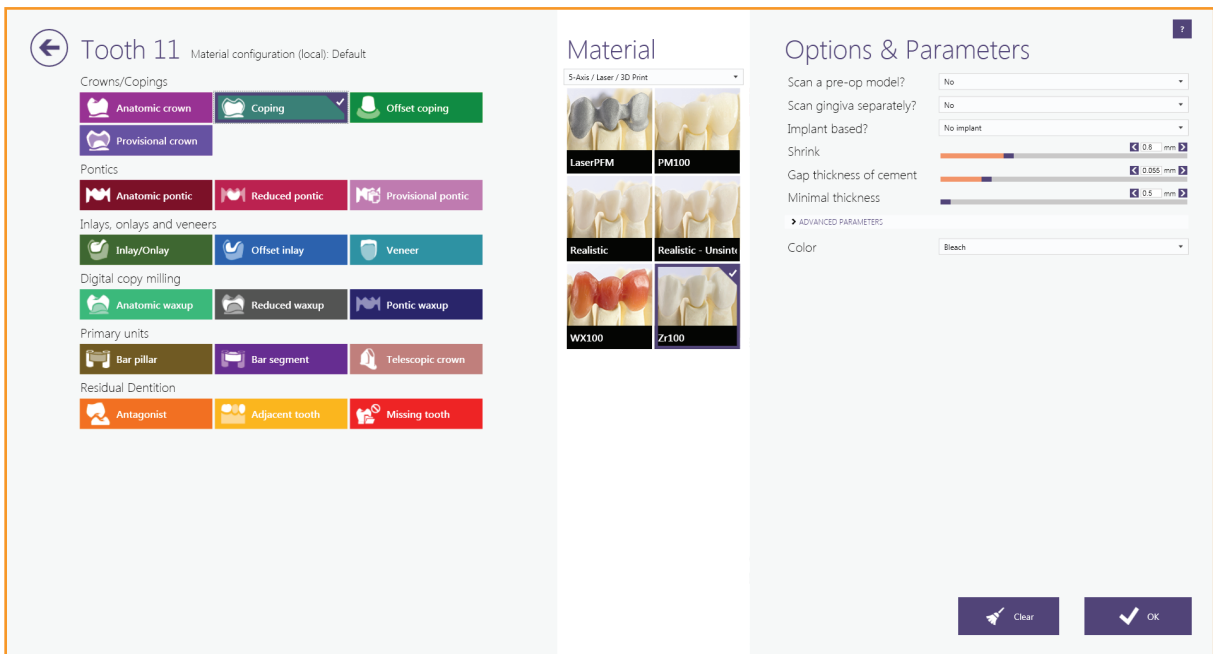 Tooth 11 Material configuration (local): Default
Crowns/Copings
Anatomic crown
Coping
Offset coping
Provisional crown
Pontics
Anatomic pontic
Reduced pontic
Provisional pontic
Inlays, onlays and veneers
Inlay/Onlay
Offset inlay
Veneer
Digital copy milling
Anatomic waxup
Reduced waxup
Pontic waxup
Primary units
Bar pillar
Bar segment
Telescopic crown
Residual Dentition
Antagonist
Adjacent tooth
Missing tooth
Material
5-Axis / Laser / 3D Print
LaserPFM
PM100
Realistic
Realistic - Unsinte
WX100
Zr100
?
Options & Parameters
Scan a pre-op model? No
Scan gingiva separately? No
Implant based? No implant
Shrink 0.8 mm
Gap thickness of cement 0.055 mm
Minimal thickness 0.5 mm
ADVANCED PARAMETERS
Color Bleach
Clear
OK